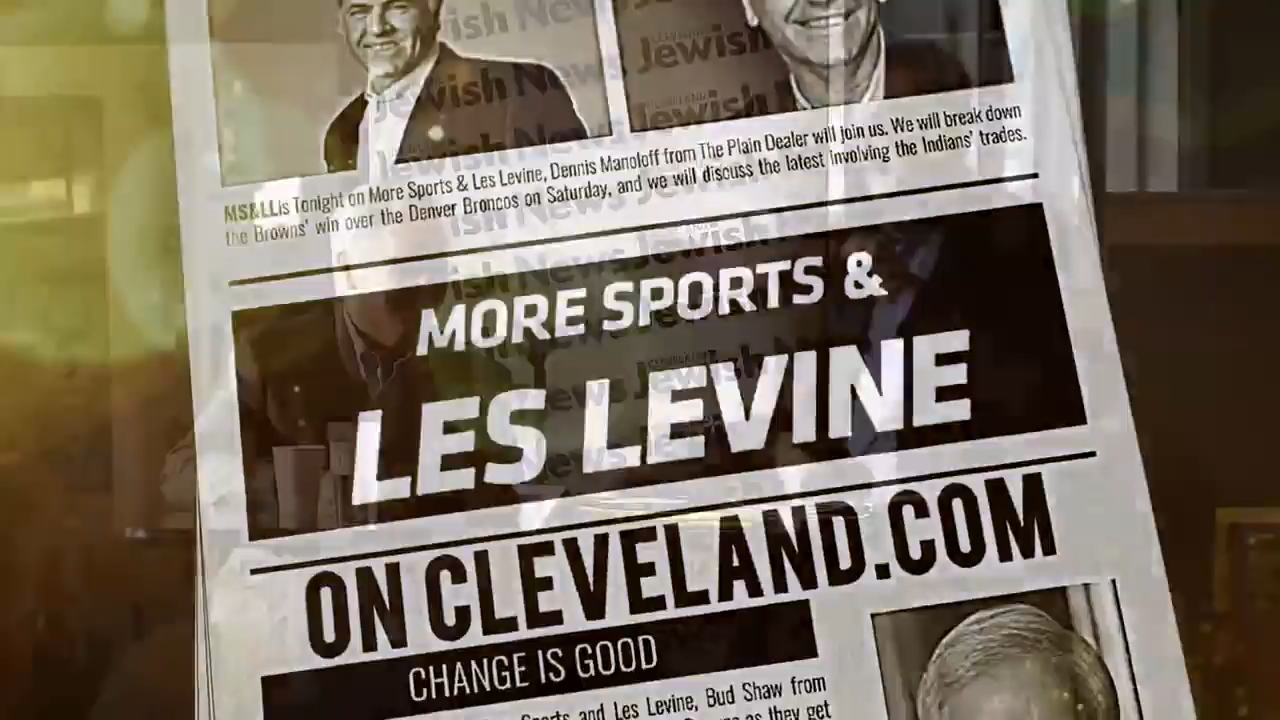 MS&LLis Tonight on More Sports & Les Levine, Dennis Manoloff from The Plain Dealer will join us. We will break down
the Browns' win over the Denver Broncos on Saturday, and we will discuss the latest involving the Indians' trades.
MORE SPORTS &
LES LEVINE
ON CLEVELAND.COM
CHANGE IS GOOD
Sports and Les Levine, Bud Shaw from
as they get
Jewish News